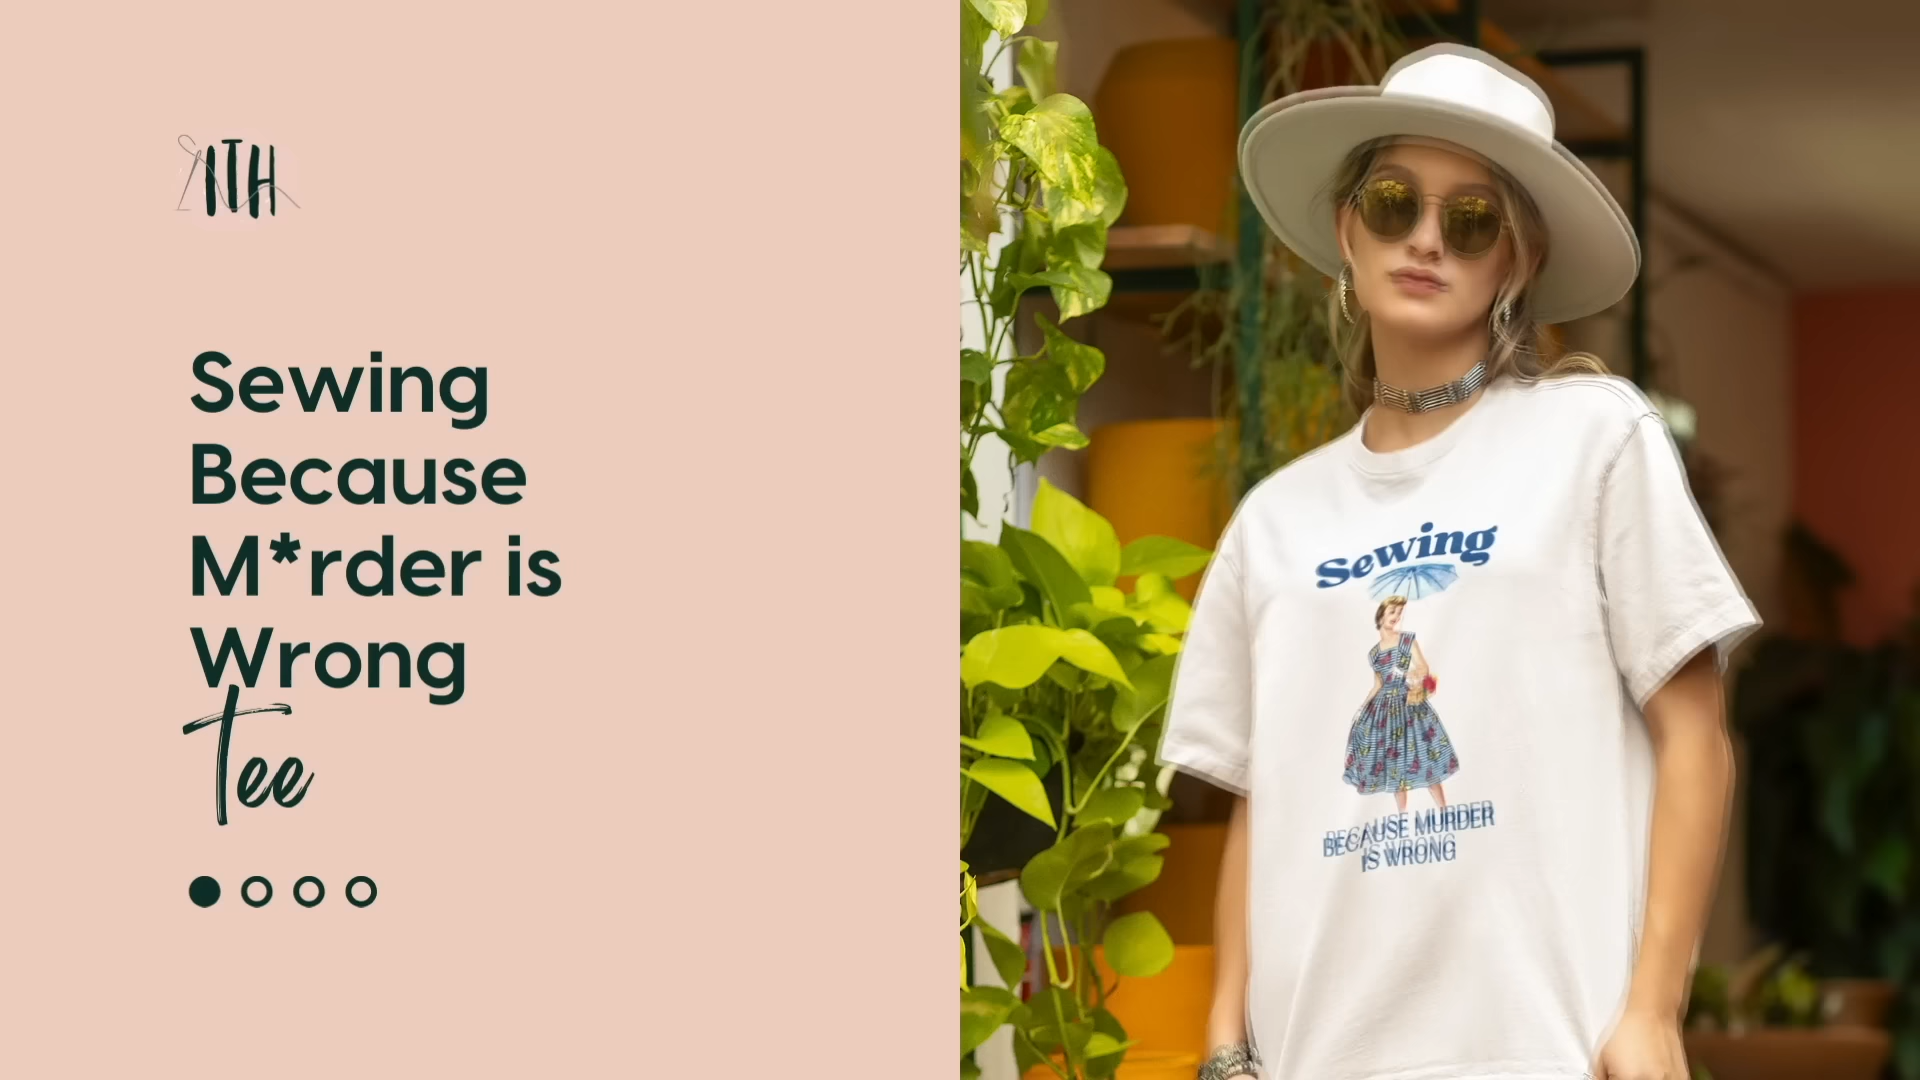 ITH
Sewing
Because
M*rder is
Wrong
Tee
Sewing
BECAUSE MURDER
IS WRONG